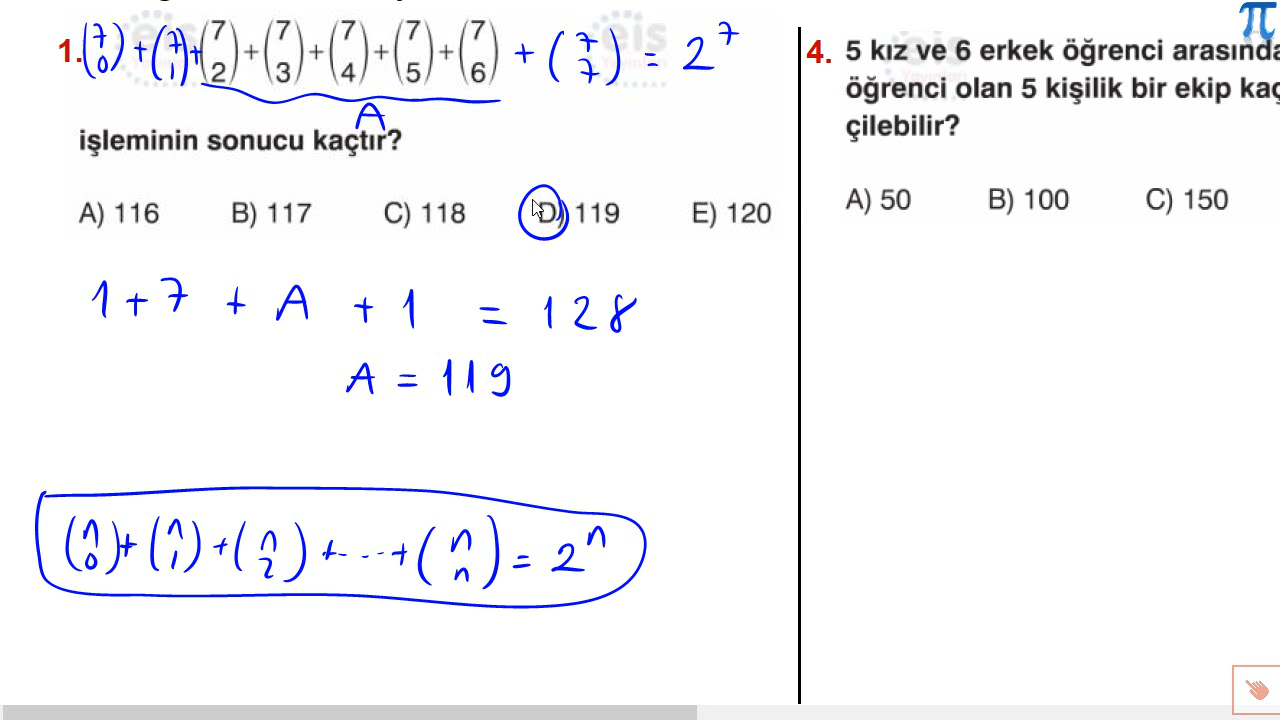 1. (7 0) + (7 1) + (7 2) + (7 3) + (7 4) + (7 5) + (7 6) + (7 7) = 2^7
A
işleminin sonucu kaçtır?
A) 116 B) 117 C) 118 D) 119 E) 120
1 + 7 + A + 1 = 128
A = 119
(n 0) + (n 1) + (n 2) + ... + (n n) = 2^n
π
4. 5 kız ve 6 erkek öğrenci arasında
öğrenci olan 5 kişilik bir ekip kaç
çilebilir?
A) 50 B) 100 C) 150